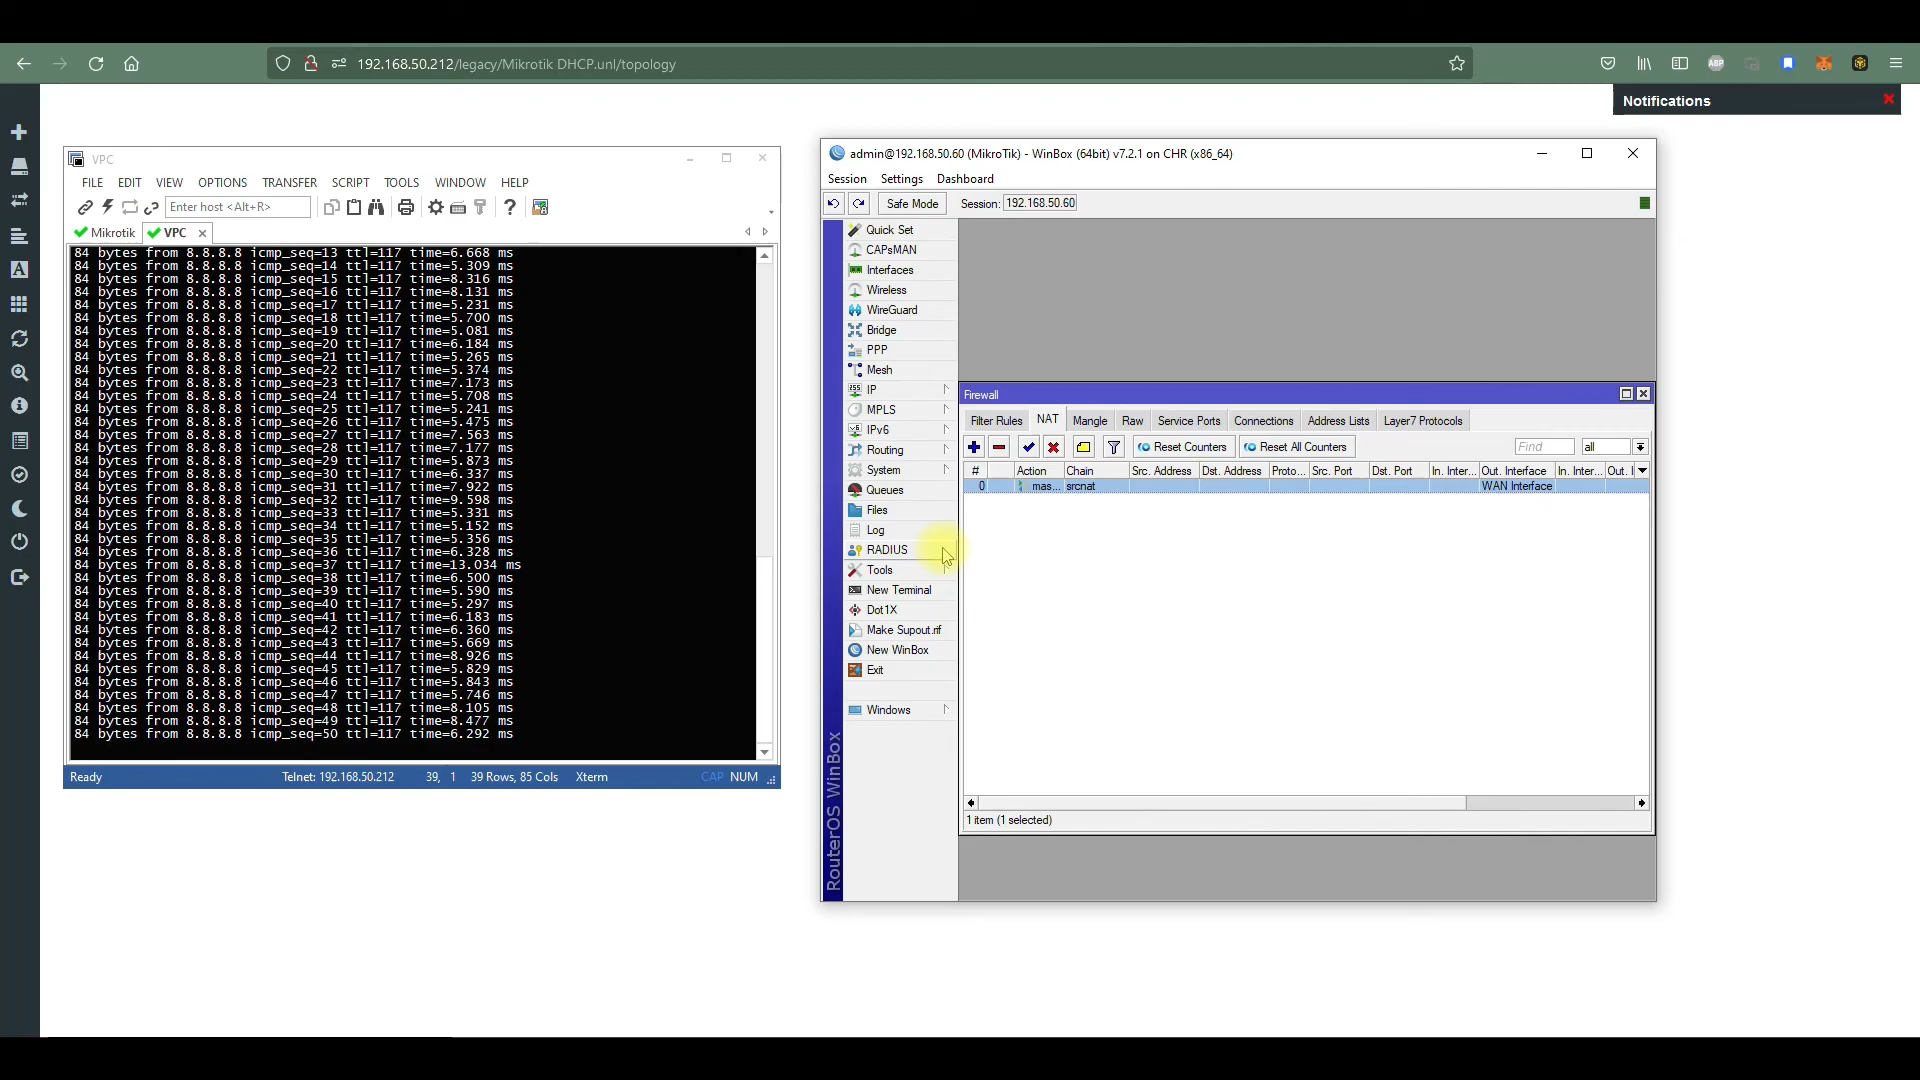 192.168.50.212/legacy/Mikrotik DHCP.unl/topology
ABP
Notifications
VPC
FILE EDIT VIEW OPTIONS TRANSFER SCRIPT TOOLS WINDOW HELP
Enter host <Alt+R>
Mikrotik VPC
84 bytes from 8.8.8.8 icmp_seq=13 ttl=117 time=6.668 ms
84 bytes from 8.8.8.8 icmp_seq=14 ttl=117 time=5.309 ms
84 bytes from 8.8.8.8 icmp_seq=15 ttl=117 time=8.316 ms
84 bytes from 8.8.8.8 icmp_seq=16 ttl=117 time=8.131 ms
84 bytes from 8.8.8.8 icmp_seq=17 ttl=117 time=5.231 ms
84 bytes from 8.8.8.8 icmp_seq=18 ttl=117 time=5.700 ms
84 bytes from 8.8.8.8 icmp_seq=19 ttl=117 time=5.081 ms
84 bytes from 8.8.8.8 icmp_seq=20 ttl=117 time=6.184 ms
84 bytes from 8.8.8.8 icmp_seq=21 ttl=117 time=5.265 ms
84 bytes from 8.8.8.8 icmp_seq=22 ttl=117 time=5.374 ms
84 bytes from 8.8.8.8 icmp_seq=23 ttl=117 time=7.173 ms
84 bytes from 8.8.8.8 icmp_seq=24 ttl=117 time=5.708 ms
84 bytes from 8.8.8.8 icmp_seq=25 ttl=117 time=5.241 ms
84 bytes from 8.8.8.8 icmp_seq=26 ttl=117 time=5.475 ms
84 bytes from 8.8.8.8 icmp_seq=27 ttl=117 time=7.563 ms
84 bytes from 8.8.8.8 icmp_seq=28 ttl=117 time=7.177 ms
84 bytes from 8.8.8.8 icmp_seq=29 ttl=117 time=5.873 ms
84 bytes from 8.8.8.8 icmp_seq=30 ttl=117 time=6.337 ms
84 bytes from 8.8.8.8 icmp_seq=31 ttl=117 time=7.922 ms
84 bytes from 8.8.8.8 icmp_seq=32 ttl=117 time=9.598 ms
84 bytes from 8.8.8.8 icmp_seq=33 ttl=117 time=5.331 ms
84 bytes from 8.8.8.8 icmp_seq=34 ttl=117 time=5.152 ms
84 bytes from 8.8.8.8 icmp_seq=35 ttl=117 time=5.356 ms
84 bytes from 8.8.8.8 icmp_seq=36 ttl=117 time=6.328 ms
84 bytes from 8.8.8.8 icmp_seq=37 ttl=117 time=13.034 ms
84 bytes from 8.8.8.8 icmp_seq=38 ttl=117 time=6.500 ms
84 bytes from 8.8.8.8 icmp_seq=39 ttl=117 time=5.590 ms
84 bytes from 8.8.8.8 icmp_seq=40 ttl=117 time=5.297 ms
84 bytes from 8.8.8.8 icmp_seq=41 ttl=117 time=6.183 ms
84 bytes from 8.8.8.8 icmp_seq=42 ttl=117 time=6.360 ms
84 bytes from 8.8.8.8 icmp_seq=43 ttl=117 time=5.669 ms
84 bytes from 8.8.8.8 icmp_seq=44 ttl=117 time=8.926 ms
84 bytes from 8.8.8.8 icmp_seq=45 ttl=117 time=5.829 ms
84 bytes from 8.8.8.8 icmp_seq=46 ttl=117 time=5.843 ms
84 bytes from 8.8.8.8 icmp_seq=47 ttl=117 time=5.746 ms
84 bytes from 8.8.8.8 icmp_seq=48 ttl=117 time=8.105 ms
84 bytes from 8.8.8.8 icmp_seq=49 ttl=117 time=8.477 ms
84 bytes from 8.8.8.8 icmp_seq=50 ttl=117 time=6.292 ms
Ready Telnet: 192.168.50.212 39, 1 39 Rows, 85 Cols Xterm CAP NUM
admin@192.168.50.60 (MikroTik) - WinBox (64bit) v7.2.1 on CHR (x86_64)
Session Settings Dashboard
Safe Mode Session: 192.168.50.60
Quick Set
CAPsMAN
Interfaces
Wireless
WireGuard
Bridge
PPP
Mesh
IP
MPLS
IPv6
Routing
System
Queues
Files
Log
RADIUS
Tools
New Terminal
Dot1X
Make Supout.rif
New WinBox
Exit
Windows
RouterOS WinBox
Firewall
Filter Rules NAT Mangle Raw Service Ports Connections Address Lists Layer7 Protocols
Reset Counters Reset All Counters Find all
# Action Chain Src. Address Dst. Address Proto... Src. Port Dst. Port In. Inter... Out. Interface In. Inter... Out. I
0 mas... srcnat WAN Interface
1 item (1 selected)